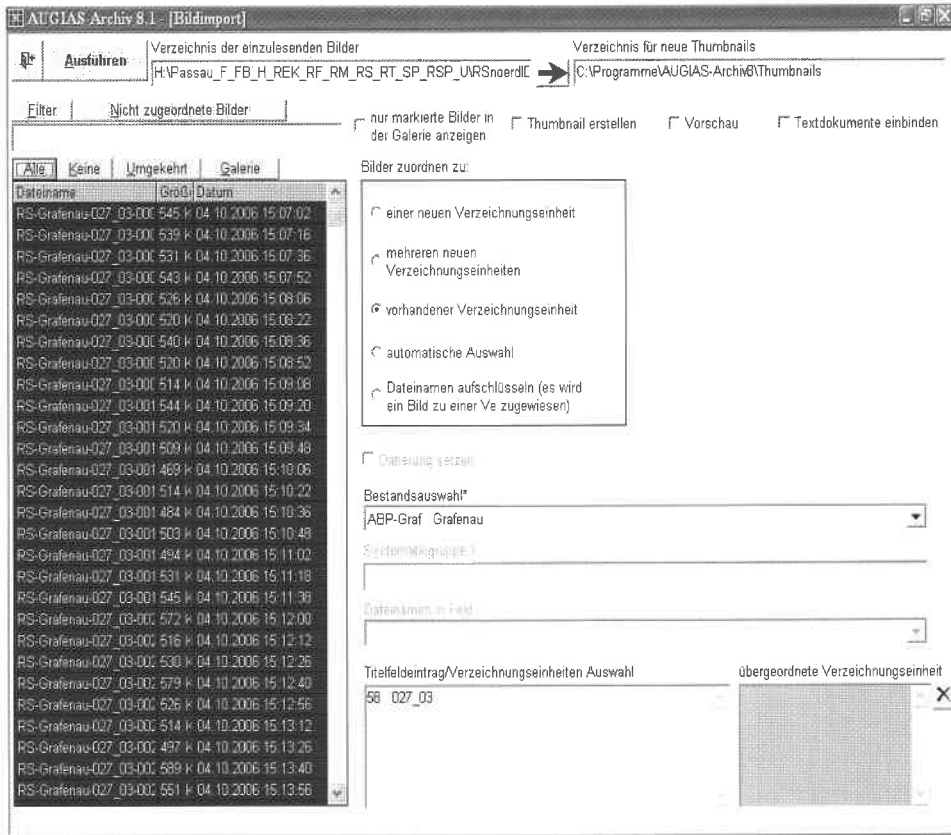 AUGIAS-Archiv 8.1 - [Bildimport]
Ausführen
Verzeichnis der einzulesenden Bilder
H:\Passau_F_FB_H_REK_RF_RM_RS_RT_SP_RSP_U\RSnoerdlD
Verzeichnis für neue Thumbnails
C:\Programme\AUGIAS-Archiv8\Thumbnails
Filter
Nicht zugeordnete Bilder
nur markierte Bilder in
der Galerie anzeigen
Thumbnail erstellen
Vorschau
Textdokumente einbinden
Alle
Keine
Umgekehrt
Galerie
Bilder zuordnen zu:
Dateiname Größ Datum
RS-Grafenau-027_03-000 545 K 04.10.2006 15:07:02
RS-Grafenau-027_03-000 539 K 04.10.2006 15:07:16
RS-Grafenau-027_03-000 531 K 04.10.2006 15:07:36
RS-Grafenau-027_03-000 543 K 04.10.2006 15:07:52
RS-Grafenau-027_03-000 526 K 04.10.2006 15:08:06
RS-Grafenau-027_03-000 520 K 04.10.2006 15:08:22
RS-Grafenau-027_03-000 540 K 04.10.2006 15:08:36
RS-Grafenau-027_03-000 520 K 04.10.2006 15:08:52
RS-Grafenau-027_03-000 514 K 04.10.2006 15:09:08
RS-Grafenau-027_03-001 544 K 04.10.2006 15:09:20
RS-Grafenau-027_03-001 520 K 04.10.2006 15:09:34
RS-Grafenau-027_03-001 509 K 04.10.2006 15:09:48
RS-Grafenau-027_03-001 469 K 04.10.2006 15:10:06
RS-Grafenau-027_03-001 514 K 04.10.2006 15:10:22
RS-Grafenau-027_03-001 484 K 04.10.2006 15:10:36
RS-Grafenau-027_03-001 503 K 04.10.2006 15:10:48
RS-Grafenau-027_03-001 494 K 04.10.2006 15:11:02
RS-Grafenau-027_03-001 531 K 04.10.2006 15:11:18
RS-Grafenau-027_03-001 545 K 04.10.2006 15:11:38
RS-Grafenau-027_03-002 572 K 04.10.2006 15:12:00
RS-Grafenau-027_03-002 516 K 04.10.2006 15:12:12
RS-Grafenau-027_03-002 530 K 04.10.2006 15:12:26
RS-Grafenau-027_03-002 579 K 04.10.2006 15:12:40
RS-Grafenau-027_03-002 526 K 04.10.2006 15:12:56
RS-Grafenau-027_03-002 514 K 04.10.2006 15:13:12
RS-Grafenau-027_03-002 497 K 04.10.2006 15:13:26
RS-Grafenau-027_03-002 589 K 04.10.2006 15:13:40
RS-Grafenau-027_03-002 551 K 04.10.2006 15:13:56
einer neuen Verzeichnungseinheit
mehreren neuen
Verzeichnungseinheiten
vorhandener Verzeichnungseinheit
automatische Auswahl
Dateinamen aufschlüsseln (es wird
ein Bild zu einer Ve zugewiesen)
Datierung setzen
Bestandsauswahl*
ABP-Graf Grafenau
Dateinamen in Feld
Titelfeldeintrag/Verzeichnungseinheiten Auswahl
58 027_03
übergeordnete Verzeichnungseinheit